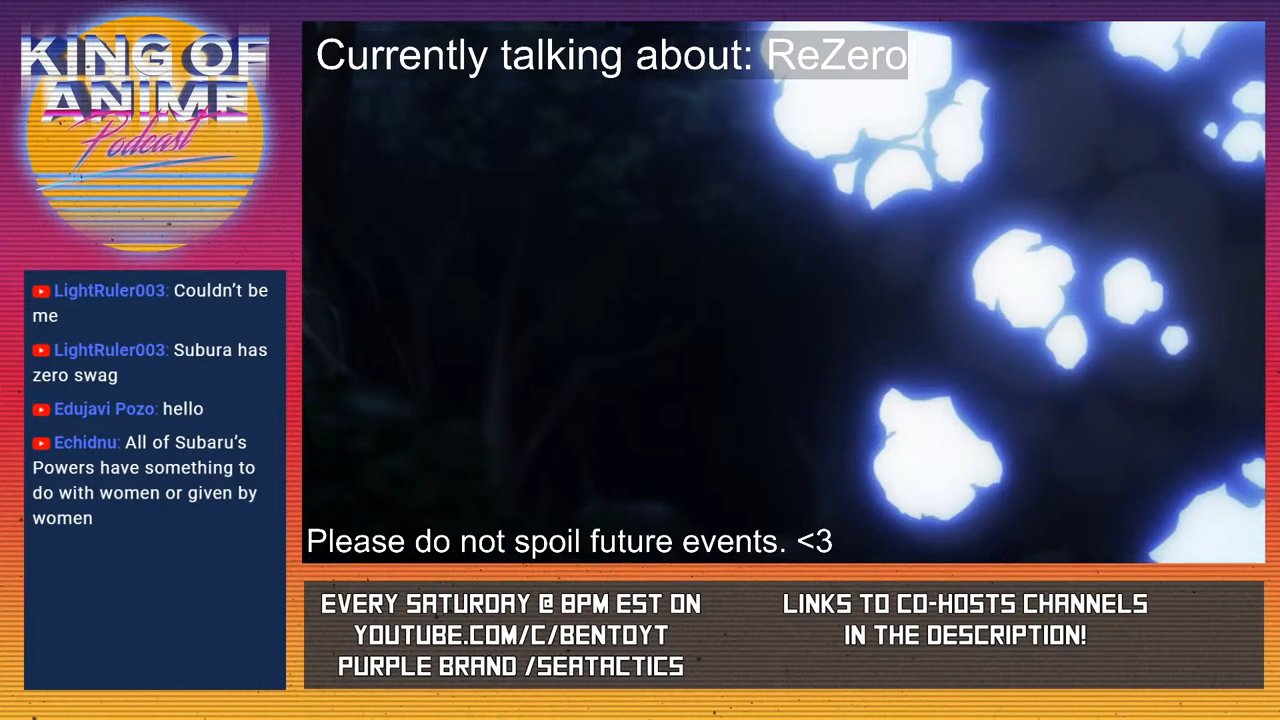 KING OF
ANIME
Podcast
Currently talking about: ReZero
LightRuler003: Couldn't be
me
LightRuler003: Subura has
zero swag
Edujavi Pozo: hello
Echidnu: All of Subaru's
Powers have something to
do with women or given by
women
Please do not spoil future events. <3
EVERY SATURDAY @ 8PM EST ON
YOUTUBE.COM/C/BENTOYT
PURPLE BRAND /SEATACTICS
LINKS TO CO-HOSTS CHANNELS
IN THE DESCRIPTION!